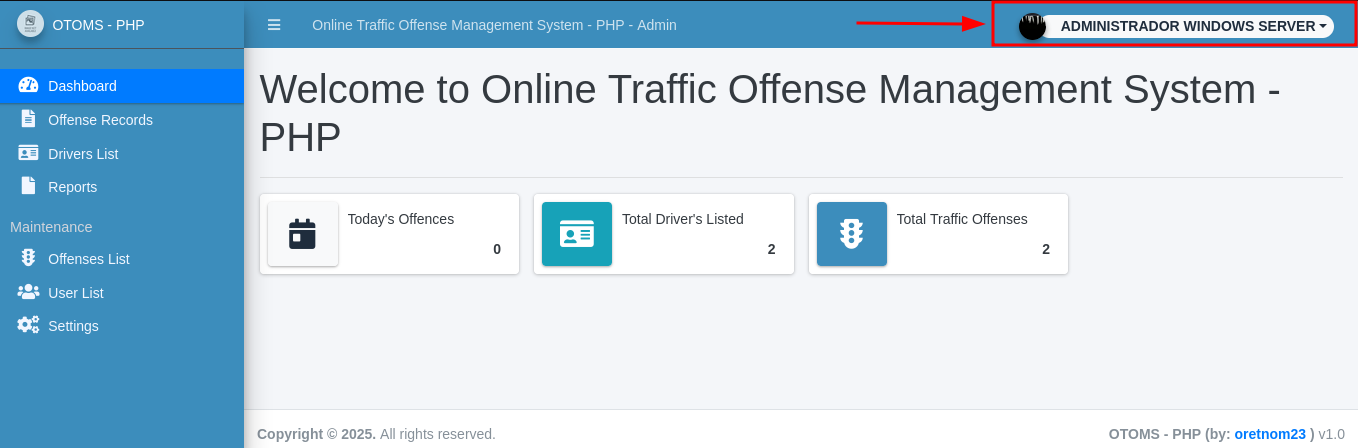 OTOMS - PHP
Online Traffic Offense Management System - PHP - Admin
ADMINISTRADOR WINDOWS SERVER
Dashboard
Offense Records
Drivers List
Reports
Maintenance
Offenses List
User List
Settings
Welcome to Online Traffic Offense Management System -
PHP
Today's Offences
0
Total Driver's Listed
2
Total Traffic Offenses
2
Copyright © 2025. All rights reserved.
OTOMS - PHP (by: oretnom23 ) v1.0